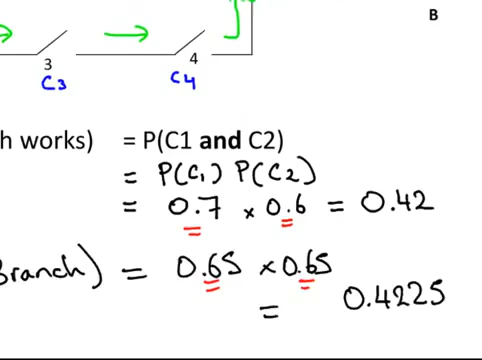 B
3
4
C3
C4
h works) = P(C1 and C2)
= P(C1) P(C2)
= 0.7 × 0.6 = 0.42
Branch) = 0.65 × 0.65
= 0.4225